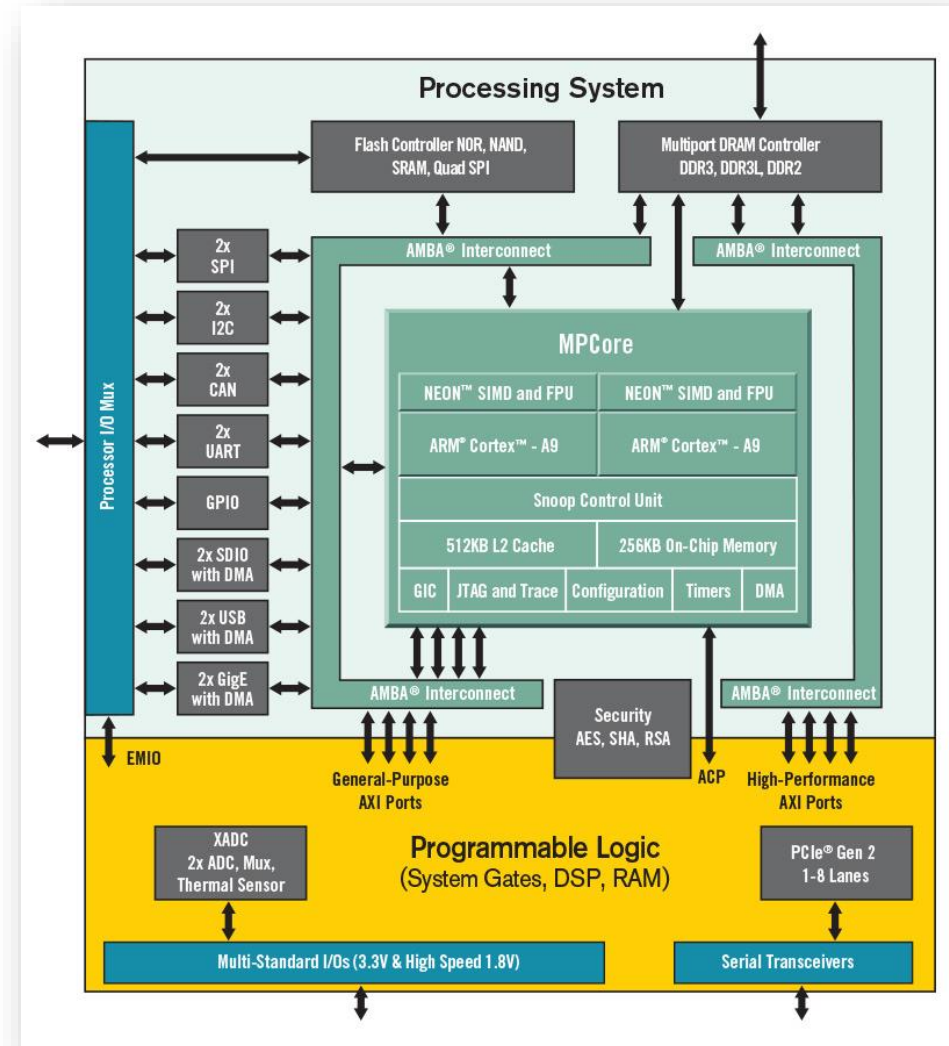 Processing System
Flash Controller NOR, NAND,
SRAM, Quad SPI
Multiport DRAM Controller
DDR3, DDR3L, DDR2
AMBA® Interconnect
AMBA® Interconnect
Processor I/O Mux
2x
SPI
2x
I2C
2x
CAN
2x
UART
GPIO
2x SDIO
with DMA
2x USB
with DMA
2x GigE
with DMA
MPCore
NEON™ SIMD and FPU
NEON™ SIMD and FPU
ARM® Cortex™ - A9
ARM® Cortex™ - A9
Snoop Control Unit
512KB L2 Cache
256KB On-Chip Memory
GIC
JTAG and Trace
Configuration
Timers
DMA
AMBA® Interconnect
AMBA® Interconnect
Security
AES, SHA, RSA
EMIO
General-Purpose
AXI Ports
ACP
High-Performance
AXI Ports
XADC
2x ADC, Mux,
Thermal Sensor
Programmable Logic
(System Gates, DSP, RAM)
PCIe® Gen 2
1-8 Lanes
Multi-Standard I/Os (3.3V & High Speed 1.8V)
Serial Transceivers